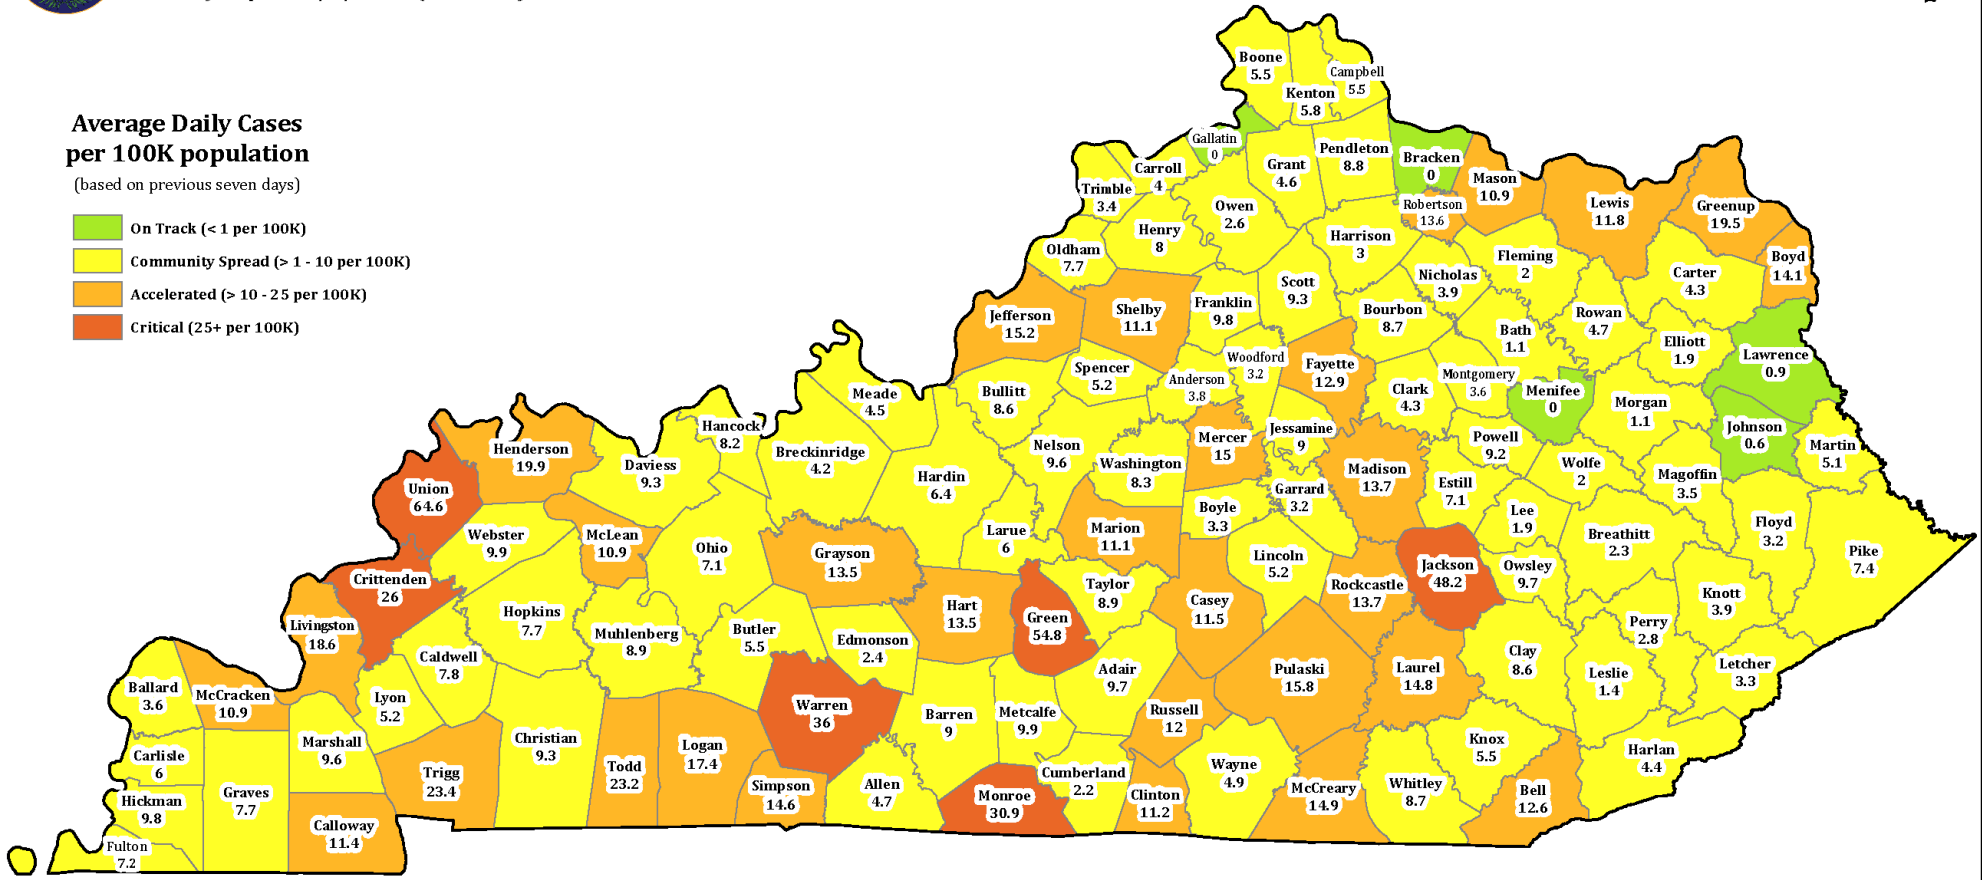 Average Daily Cases
per 100K population
(based on previous seven days)
On Track (< 1 per 100K)
Community Spread (> 1 - 10 per 100K)
Accelerated (> 10 - 25 per 100K)
Critical (25+ per 100K)
Boone
5.5
Kenton
5.8
Campbell
5.5
Gallatin
0
Grant
4.6
Pendleton
8.8
Bracken
0
Mason
10.9
Robertson
13.6
Lewis
11.8
Greenup
19.5
Boyd
14.1
Carroll
4
Trimble
3.4
Owen
2.6
Henry
8
Oldham
7.7
Harrison
3
Nicholas
3.9
Fleming
2
Carter
4.3
Jefferson
15.2
Shelby
11.1
Franklin
9.8
Scott
9.3
Bourbon
8.7
Bath
1.1
Rowan
4.7
Elliott
1.9
Lawrence
0.9
Spencer
5.2
Anderson
3.8
Woodford
3.2
Fayette
12.9
Clark
4.3
Montgomery
3.6
Menifee
0
Morgan
1.1
Johnson
0.6
Martin
5.1
Meade
4.5
Bullitt
8.6
Hancock
8.2
Breckinridge
4.2
Hardin
6.4
Nelson
9.6
Washington
8.3
Mercer
15
Jessamine
9
Madison
13.7
Powell
9.2
Estill
7.1
Wolfe
2
Magoffin
3.5
Floyd
3.2
Pike
7.4
Henderson
19.9
Daviess
9.3
Union
64.6
Webster
9.9
McLean
10.9
Ohio
7.1
Grayson
13.5
Larue
6
Marion
11.1
Boyle
3.3
Garrard
3.2
Lincoln
5.2
Lee
1.9
Breathitt
2.3
Crittenden
26
Livingston
18.6
Hopkins
7.7
Muhlenberg
8.9
Butler
5.5
Edmonson
2.4
Hart
13.5
Green
54.8
Taylor
8.9
Casey
11.5
Rockcastle
13.7
Jackson
48.2
Owsley
9.7
Perry
2.8
Knott
3.9
Caldwell
7.8
Lyon
5.2
Ballard
3.6
McCracken
10.9
Marshall
9.6
Christian
9.3
Warren
36
Barren
9
Metcalfe
9.9
Adair
9.7
Russell
12
Pulaski
15.8
Laurel
14.8
Clay
8.6
Leslie
1.4
Letcher
3.3
Carlisle
6
Graves
7.7
Hickman
9.8
Fulton
7.2
Calloway
11.4
Trigg
23.4
Todd
23.2
Logan
17.4
Simpson
14.6
Allen
4.7
Monroe
30.9
Cumberland
2.2
Clinton
11.2
Wayne
4.9
McCreary
14.9
Whitley
8.7
Knox
5.5
Bell
12.6
Harlan
4.4